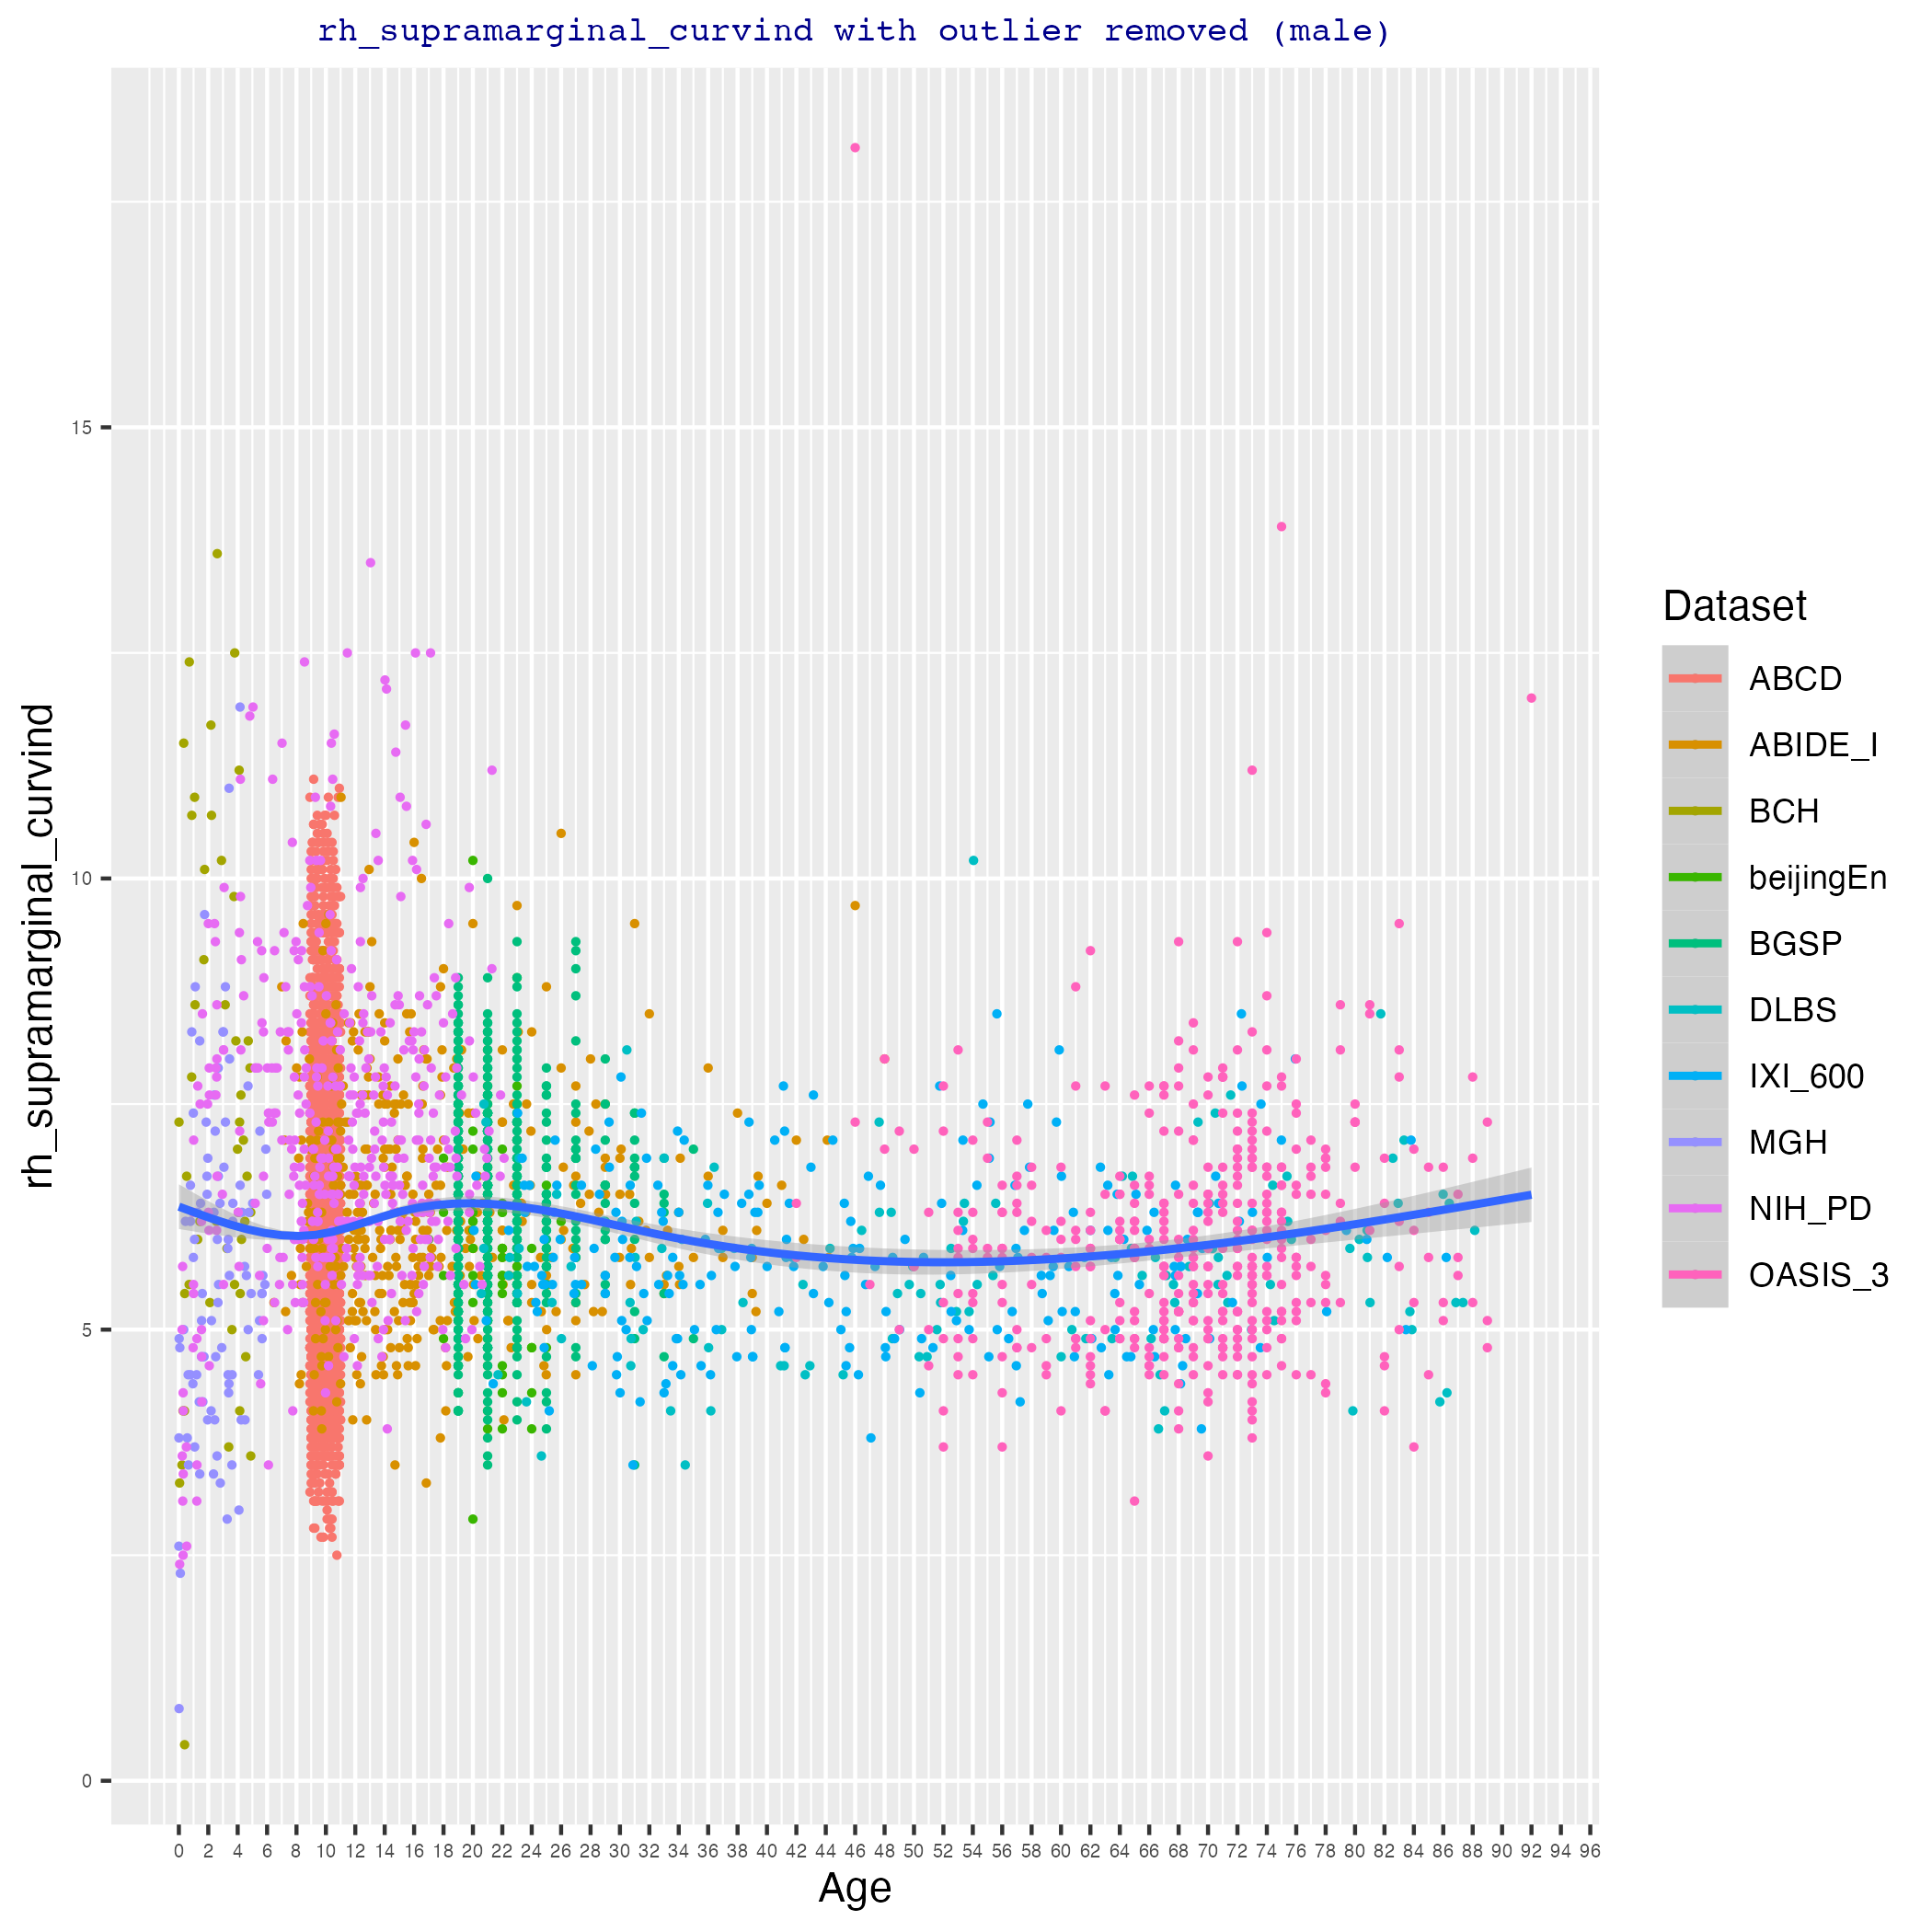 rh_supramarginal_curvind with outlier removed (male)
rh_supramarginal_curvind
15
10
5
0
0 2 4 6 8 10 12 14 16 18 20 22 24 26 28 30 32 34 36 38 40 42 44 46 48 50 52 54 56 58 60 62 64 66 68 70 72 74 76 78 80 82 84 86 88 90 92 94 96
Age
Dataset
ABCD
ABIDE_I
BCH
beijingEn
BGSP
DLBS
IXI_600
MGH
NIH_PD
OASIS_3